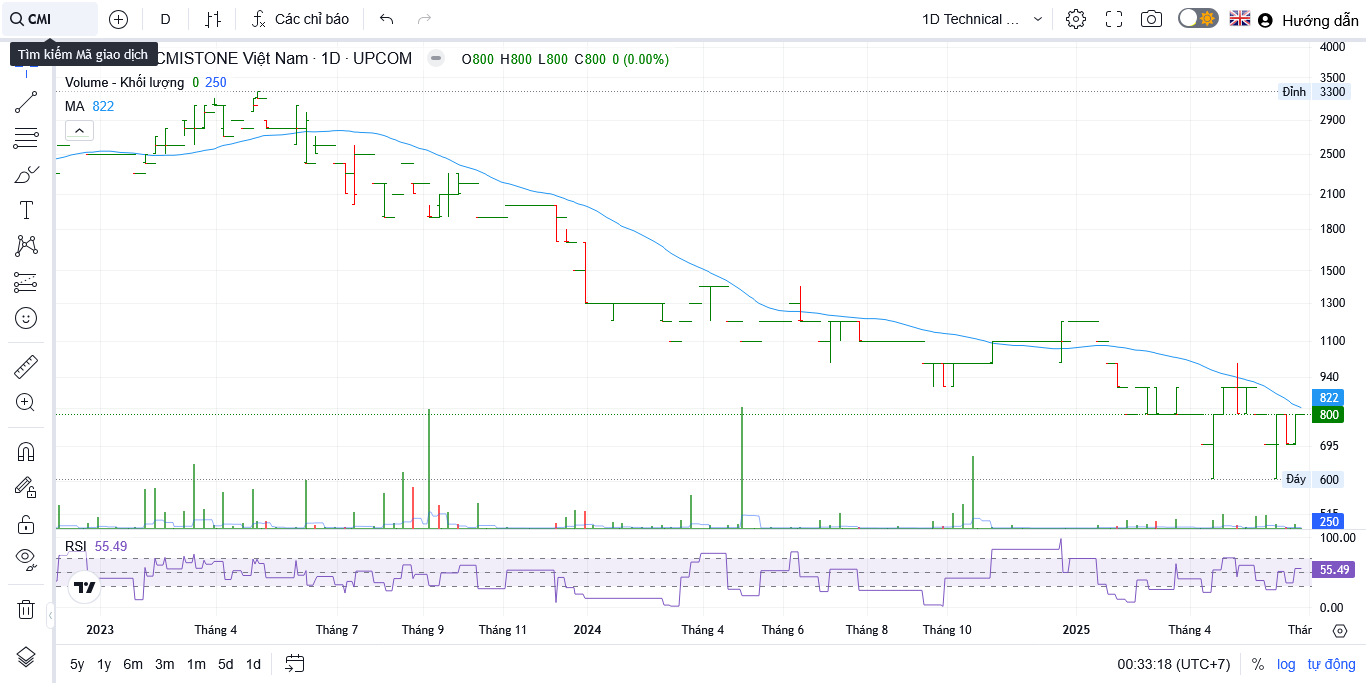 CMI
D
Các chỉ báo
1D Technical ...
Hướng dẫn
Tìm kiếm Mã giao dịch
CMISTONE Việt Nam · 1D · UPCOM
O800 H800 L800 C800 0 (0.00%)
Volume - Khối lượng 0 250
MA 822
4000
3500
Đỉnh 3300
2900
2500
2100
1800
1500
1300
1100
940
822
800
695
Đáy 600
515
250
RSI 55.49
100.00
55.49
0.00
2023 Tháng 4 Tháng 7 Tháng 9 Tháng 11 2024 Tháng 4 Tháng 6 Tháng 8 Tháng 10 2025 Tháng 4 Thár
5y 1y 6m 3m 1m 5d 1d
00:33:18 (UTC+7) % log tự động